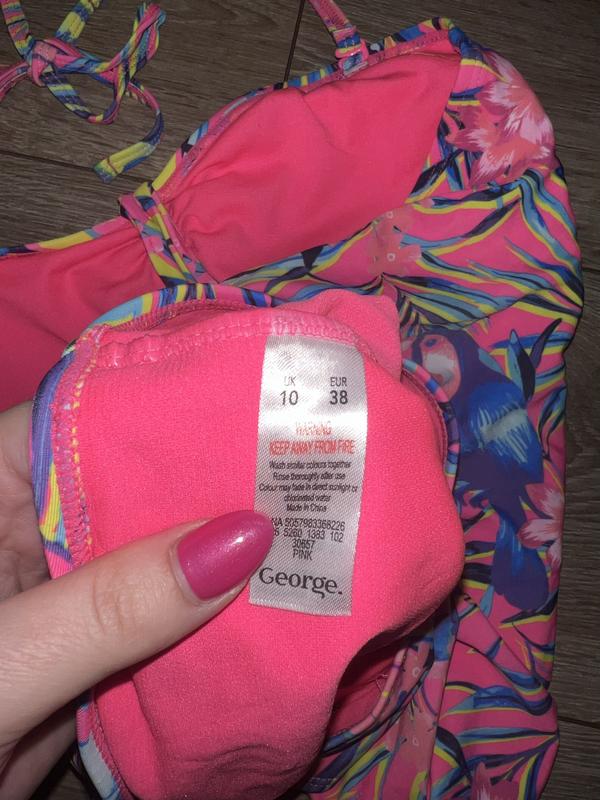 UK EUR
10 38
WARNING
KEEP AWAY FROM FIRE
Wash similar colours together
Rinse thoroughly after use
Colour may fade in direct sunlight or
chlorinated water
Made in China
NA 5057983368226
5260 1383 102
30657
PINK
George.